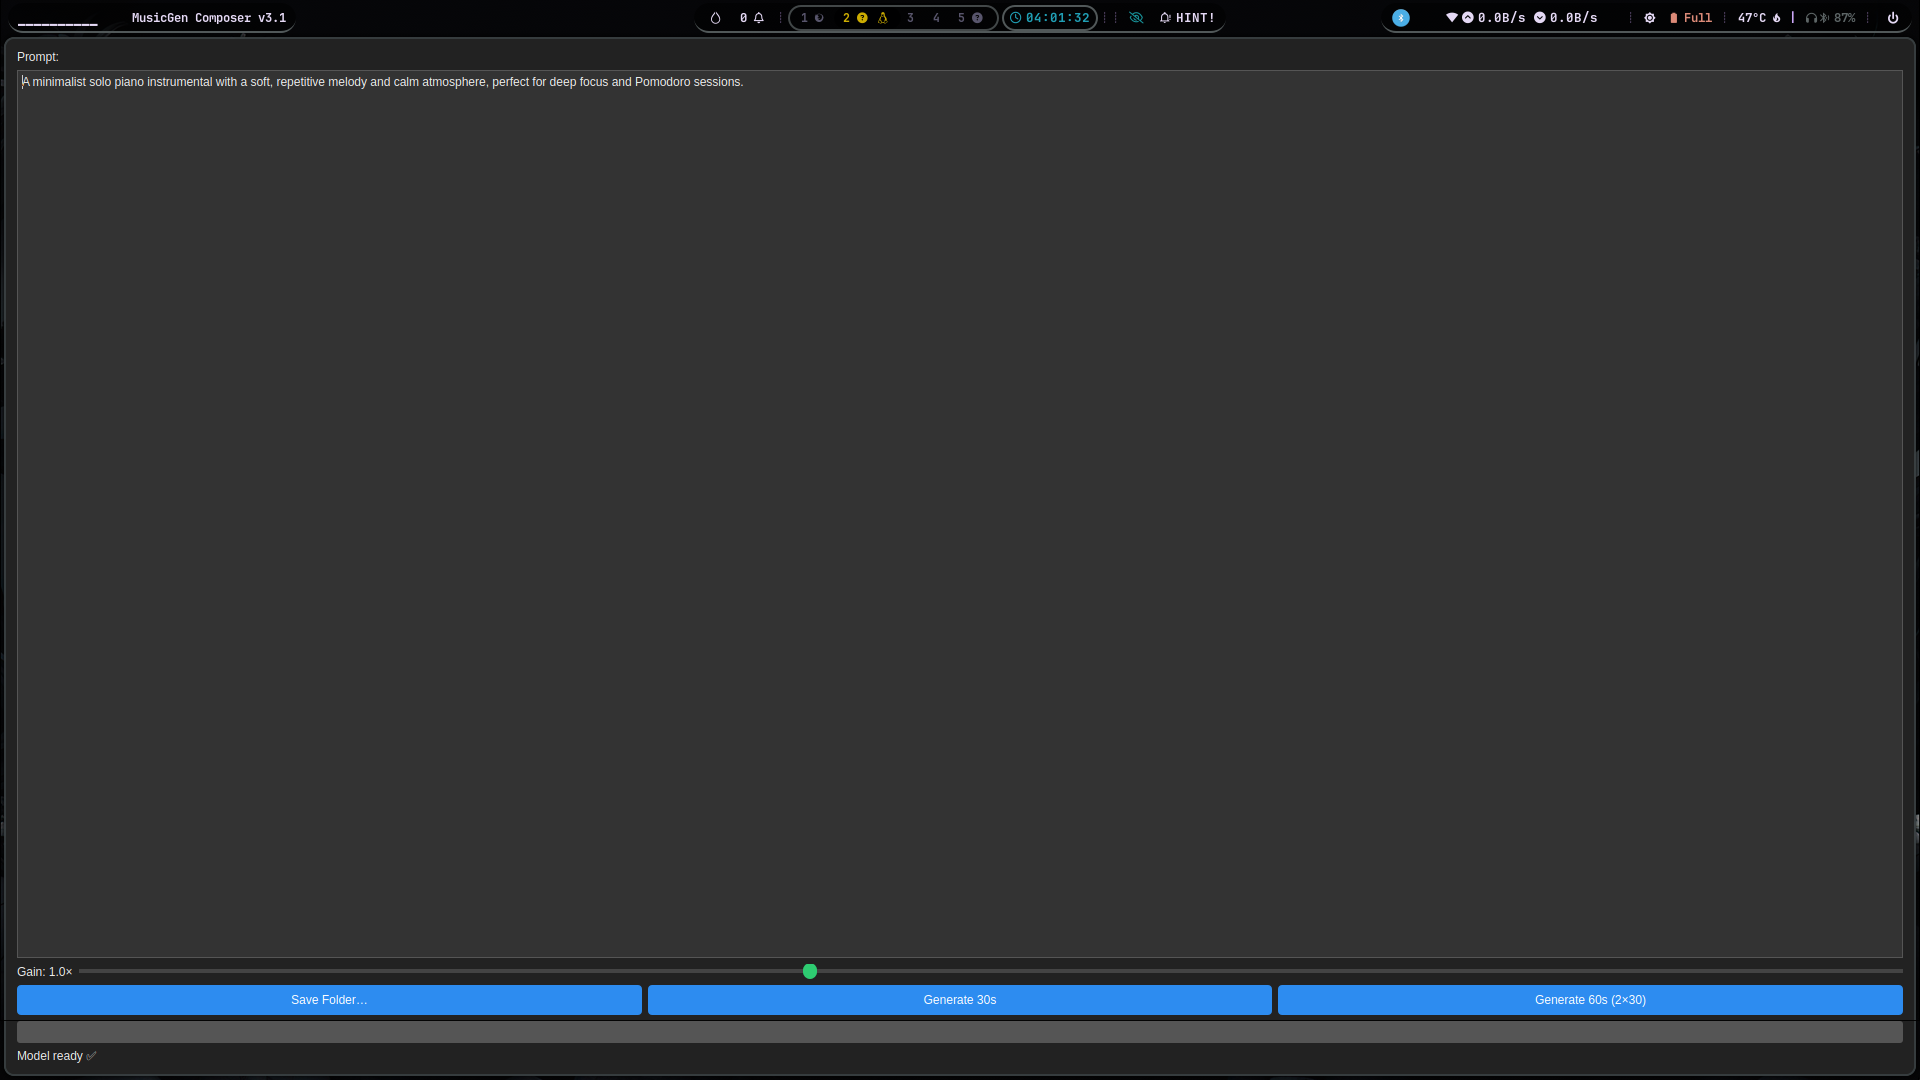 MusicGen Composer v3.1
0
1 2 3 4 5
04:01:32
HINT!
0.0B/s 0.0B/s
Full
47°C
87%
Prompt:
A minimalist solo piano instrumental with a soft, repetitive melody and calm atmosphere, perfect for deep focus and Pomodoro sessions.
Gain: 1.0×
Save Folder…
Generate 30s
Generate 60s (2×30)
Model ready ✅